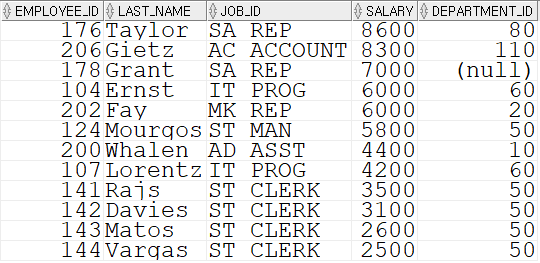 EMPLOYEE_ID LAST_NAME JOB_ID SALARY DEPARTMENT_ID
176 Taylor SA REP 8600 80
206 Gietz AC ACCOUNT 8300 110
178 Grant SA REP 7000 (null)
104 Ernst IT PROG 6000 60
202 Fay MK REP 6000 20
124 Mourgos ST MAN 5800 50
200 Whalen AD ASST 4400 10
107 Lorentz IT PROG 4200 60
141 Rajs ST CLERK 3500 50
142 Davies ST CLERK 3100 50
143 Matos ST CLERK 2600 50
144 Vargas ST CLERK 2500 50